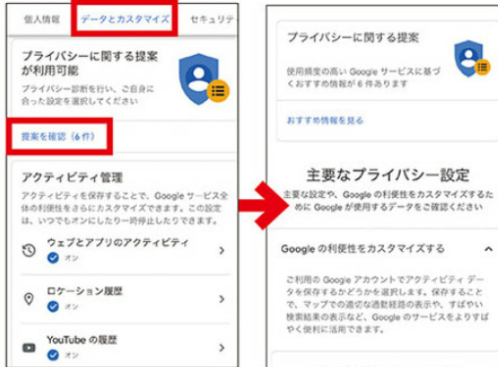 個人情報 データとカスタマイズ セキュリテ
プライバシーに関する提案
が利用可能
プライバシー診断を行い、ご自身に
合った設定を選択してください
提案を確認（6件）
アクティビティ管理
アクティビティを保存することで、Google サービス全
体の利便性をさらにカスタマイズできます。この設定
は、いつでもオンにしたり一時停止したりできます。
ウェブとアプリのアクティビティ
オン
ロケーション履歴
オン
YouTube の履歴
オン
プライバシーに関する提案
使用頻度の高い Google サービスに基づ
くおすすめ情報が 6 件あります
おすすめ情報を見る
主要なプライバシー設定
主要な設定や、Google の利便性をカスタマイズするた
めに Google が使用するデータをご確認ください
Google の利便性をカスタマイズする
ご利用の Google アカウントでアクティビティ デー
タを保存するかどうかを選択します。保存すること
で、マップでの適切な通勤経路の表示や、すばやい
検索結果の表示など、Google のサービスをよりすば
やく便利に活用できます。